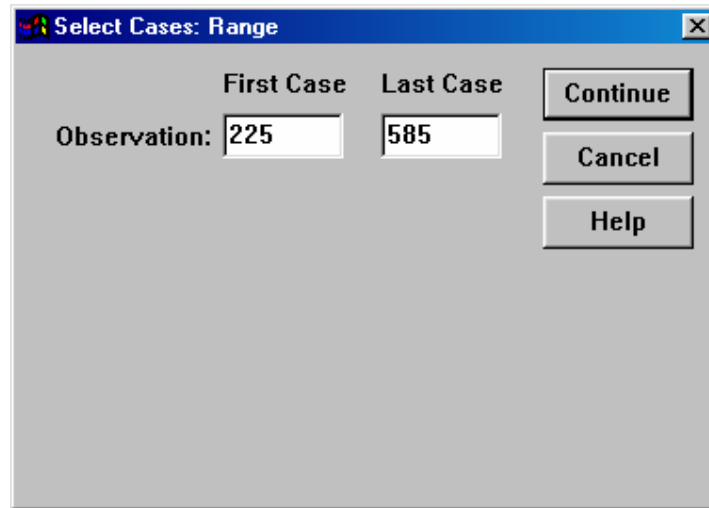 Select Cases: Range
First Case Last Case
Observation: 225 585
Continue
Cancel
Help